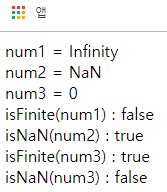 앱
num1 = Infinity
num2 = NaN
num3 = 0
isFinite(num1) : false
isNaN(num2) : true
isFinite(num3) : true
isNaN(num3) : false